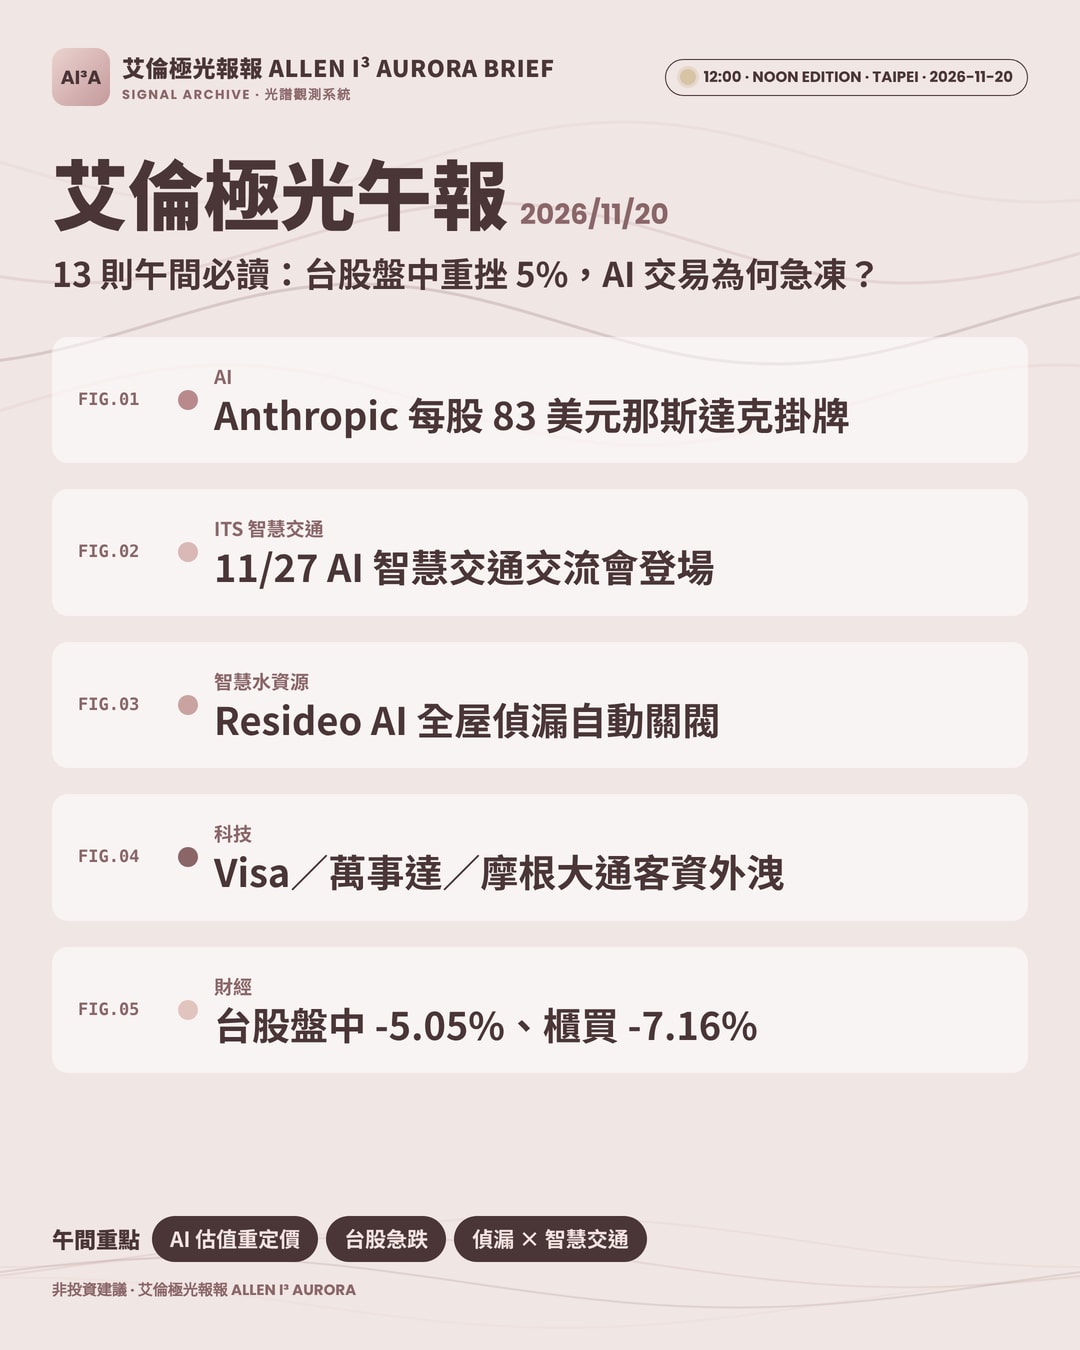 AI³A
艾倫極光報報 ALLEN I³ AURORA BRIEF
SIGNAL ARCHIVE · 光譜觀測系統
12:00 · NOON EDITION · TAIPEI · 2026-11-20
艾倫極光午報 2026/11/20
13 則午間必讀：台股盤中重挫 5%，AI 交易為何急凍？
FIG.01
AI
Anthropic 每股 83 美元那斯達克掛牌
FIG.02
ITS 智慧交通
11/27 AI 智慧交通交流會登場
FIG.03
智慧水資源
Resideo AI 全屋偵漏自動關閥
FIG.04
科技
Visa／萬事達／摩根大通客資外洩
FIG.05
財經
台股盤中 -5.05%、櫃買 -7.16%
午間重點 AI 估值重定價 台股急跌 偵漏 × 智慧交通
非投資建議 · 艾倫極光報報 ALLEN I³ AURORA